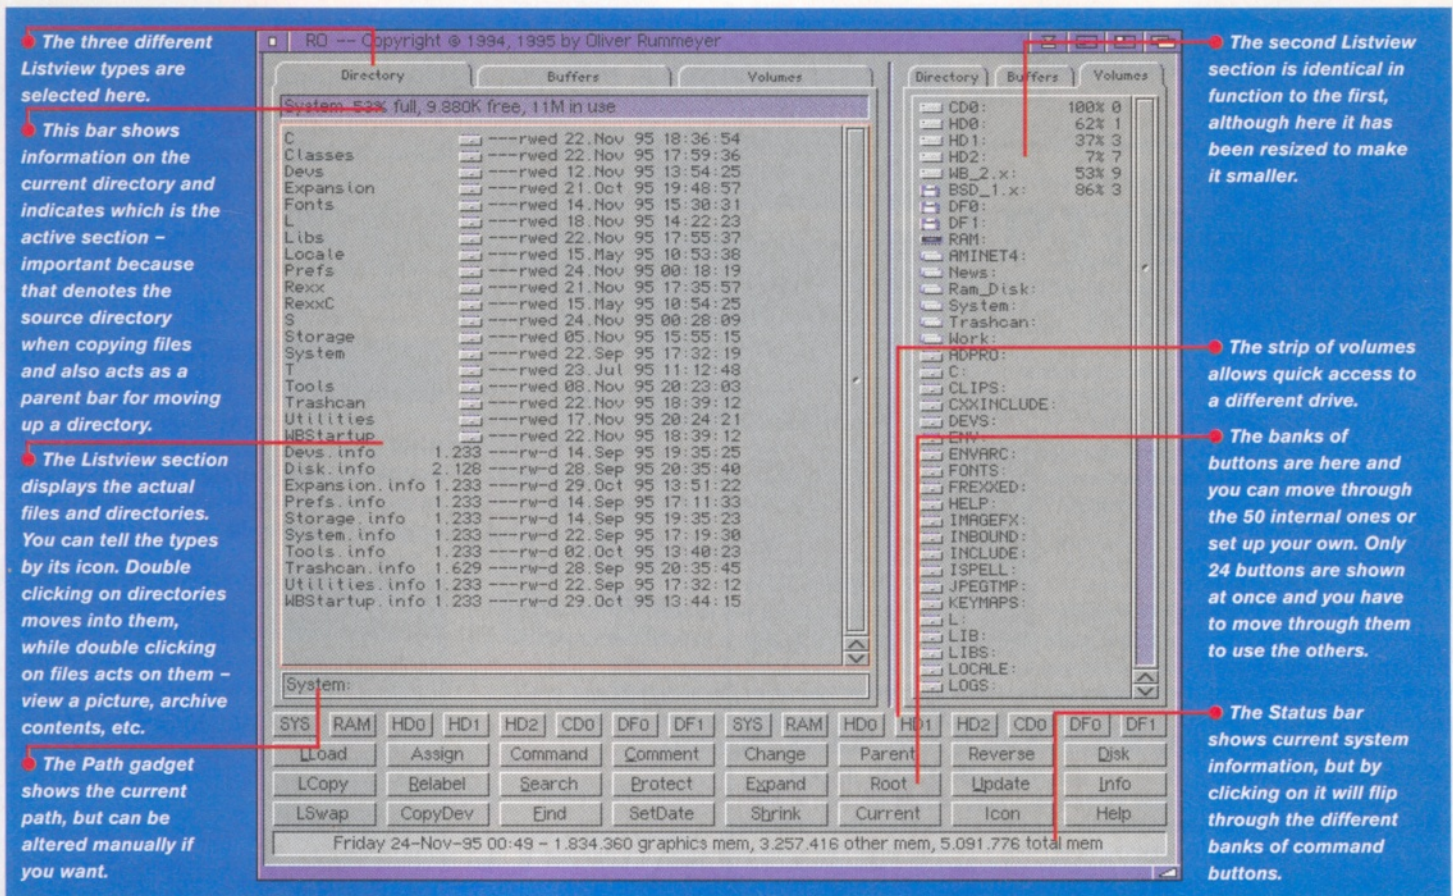 The three different
Listview types are
selected here.
This bar shows
information on the
current directory and
indicates which is the
active section –
important because
that denotes the
source directory
when copying files
and also acts as a
parent bar for moving
up a directory.
The Listview section
displays the actual
files and directories.
You can tell the types
by its icon. Double
clicking on directories
moves into them,
while double clicking
on files acts on them –
view a picture, archive
contents, etc.
The Path gadget
shows the current
path, but can be
altered manually if
you want.
RO -- Copyright © 1994, 1995 by Oliver Rummeyer
Directory Buffers Volumes
System 53% full, 9.880K free, 11M in use
C ---rwed 22.Nov 95 18:36:54
Classes ---rwed 22.Nov 95 17:59:36
Devs ---rwed 12.Nov 95 13:54:25
Expansion ---rwed 21.Oct 95 19:48:57
Fonts ---rwed 14.Nov 95 15:30:31
L ---rwed 18.Nov 95 14:22:23
Libs ---rwed 22.Nov 95 17:55:37
Locale ---rwed 15.May 95 10:53:38
Prefs ---rwed 24.Nov 95 00:18:19
Rexx ---rwed 21.Nov 95 17:35:57
RexxC ---rwed 15.May 95 10:54:25
S ---rwed 24.Nov 95 00:28:09
Storage ---rwed 05.Nov 95 15:55:15
System ---rwed 22.Sep 95 17:32:19
T ---rwed 23.Jul 95 11:12:48
Tools ---rwed 08.Nov 95 20:23:03
Trashcan ---rwed 22.Nov 95 18:39:12
Utilities ---rwed 17.Nov 95 20:24:21
WBStartup ---rwed 22.Nov 95 18:39:12
Devs.info 1.233 ---rw-d 14.Sep 95 19:35:25
Disk.info 2.128 ---rw-d 28.Sep 95 20:35:40
Expansion.info 1.233 ---rw-d 29.Oct 95 13:51:22
Prefs.info 1.233 ---rw-d 14.Sep 95 17:11:33
Storage.info 1.233 ---rw-d 14.Sep 95 19:35:23
System.info 1.233 ---rw-d 22.Sep 95 17:19:30
Tools.info 1.233 ---rw-d 02.Oct 95 13:40:23
Trashcan.info 1.629 ---rw-d 28.Sep 95 20:35:45
Utilities.info 1.233 ---rw-d 22.Sep 95 17:32:12
WBStartup.info 1.233 ---rw-d 29.Oct 95 13:44:15
System:
Directory Buffers Volumes
CD0: 100% 0
HD0: 62% 1
HD1: 37% 3
HD2: 7% 7
WB_2.x: 53% 9
BSD_1.x: 86% 3
DF0:
DF1:
RAM:
AMINET4:
News:
Ram_Disk:
System:
Trashcan:
Work:
ADPRO:
C:
CLIPS:
CXXINCLUDE:
DEVS:
ENV:
ENVARC:
FONTS:
FREXXED:
HELP:
IMAGEFX:
INBOUND:
INCLUDE:
ISPELL:
JPEGTMP:
KEYMAPS:
L:
LIB:
LIBS:
LOCALE:
LOGS:
SYS RAM HD0 HD1 HD2 CD0 DF0 DF1 SYS RAM HD0 HD1 HD2 CD0 DF0 DF1
LLoad Assign Command Comment Change Parent Reverse Disk
LCopy Relabel Search Protect Expand Root Update Info
LSwap CopyDev Find SetDate Shrink Current Icon Help
Friday 24-Nov-95 00:49 - 1.834.360 graphics mem, 3.257.416 other mem, 5.091.776 total mem
The second Listview
section is identical in
function to the first,
although here it has
been resized to make
it smaller.
The strip of volumes
allows quick access to
a different drive.
The banks of
buttons are here and
you can move through
the 50 internal ones or
set up your own. Only
24 buttons are shown
at once and you have
to move through them
to use the others.
The Status bar
shows current system
information, but by
clicking on it will flip
through the different
banks of command
buttons.